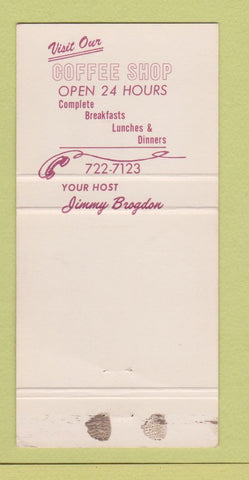 Visit Our
COFFEE SHOP
OPEN 24 HOURS
Complete
Breakfasts
Lunches &
Dinners
722-7123
YOUR HOST
Jimmy Brogdon